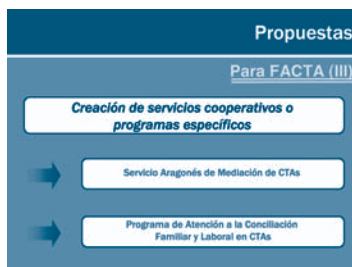 Propuestas
Para FACTA (III)
Creación de servicios cooperativos o
programas específicos
Servicio Aragonés de Mediación de CTAs
Programa de Atención a la Conciliación
Familiar y Laboral en CTAs